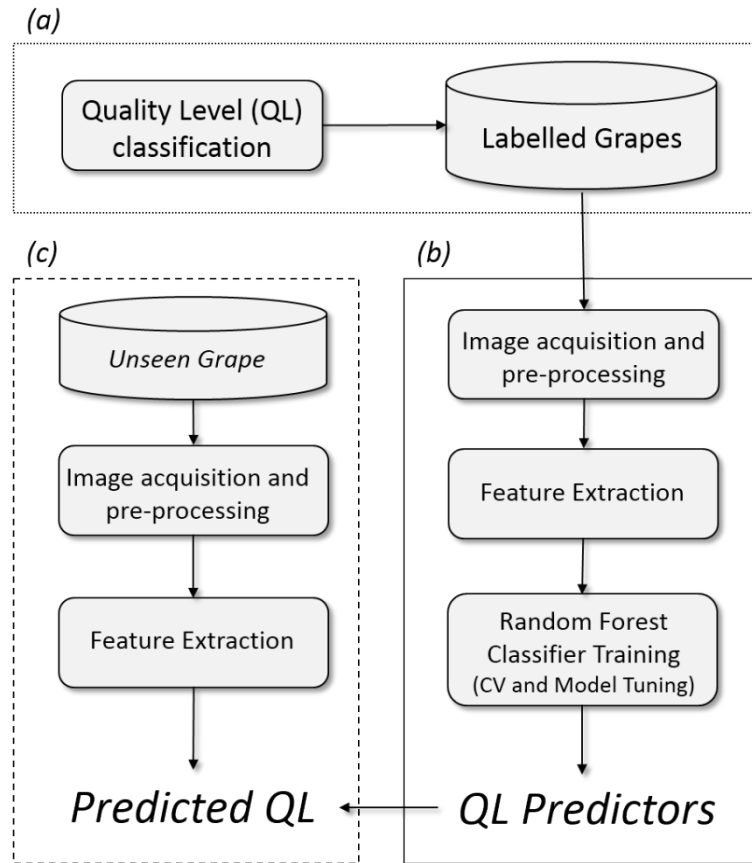 (a)
Quality Level (QL)
classification
Labelled Grapes
(c)
Unseen Grape
Image acquisition and
pre-processing
Feature Extraction
Predicted QL
(b)
Image acquisition and
pre-processing
Feature Extraction
Random Forest
Classifier Training
(CV and Model Tuning)
QL Predictors